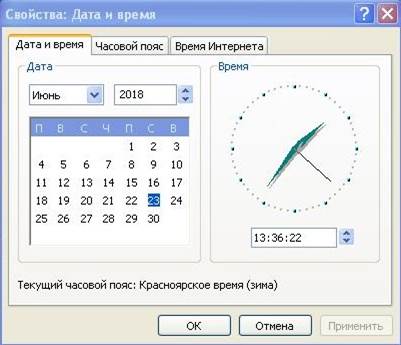 Свойства: Дата и время
Дата и время Часовой пояс Время Интернета
Дата
Июнь 2018
П В С Ч П С В
1 2 3
4 5 6 7 8 9 10
11 12 13 14 15 16 17
18 19 20 21 22 23 24
25 26 27 28 29 30
Время
13:36:22
Текущий часовой пояс: Красноярское время (зима)
ОК Отмена Применить